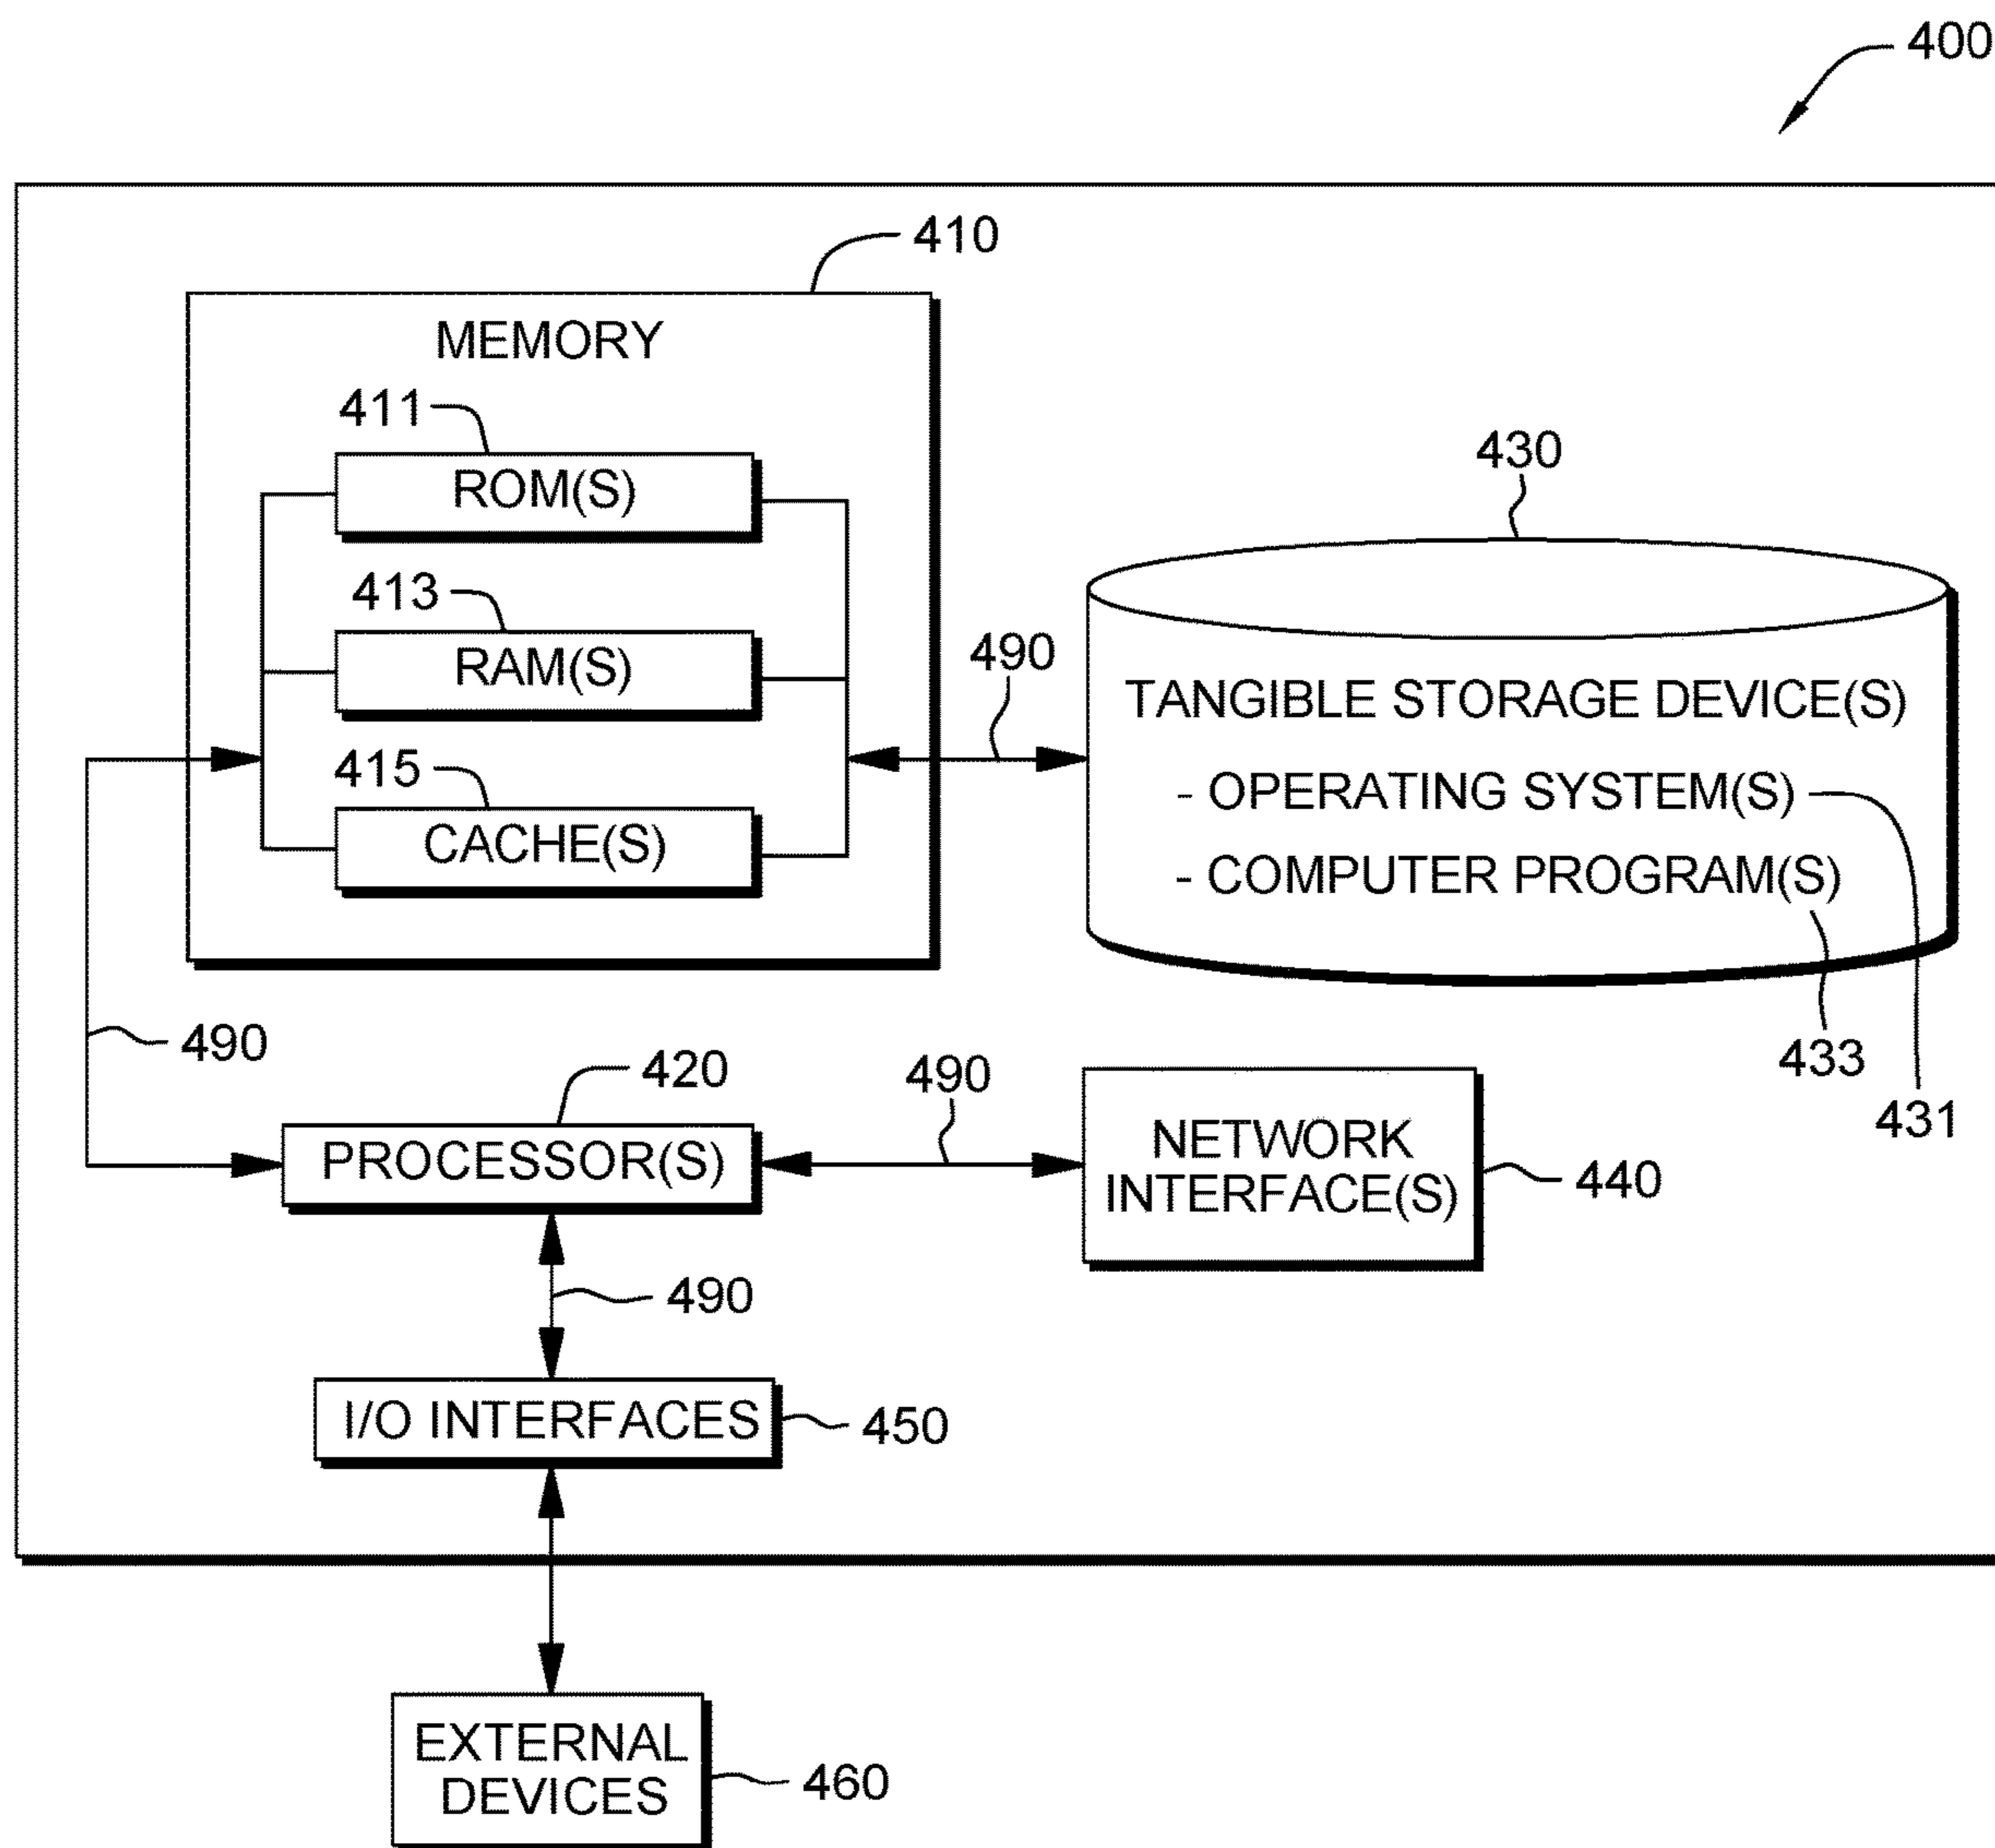 400
410
MEMORY
411
ROM(S)
413
RAM(S)
415
CACHE(S)
430
490
TANGIBLE STORAGE DEVICE(S)
- OPERATING SYSTEM(S)
- COMPUTER PROGRAM(S)
433
431
490
420
PROCESSOR(S)
490
NETWORK
INTERFACE(S)
440
490
I/O INTERFACES
450
EXTERNAL
DEVICES
460